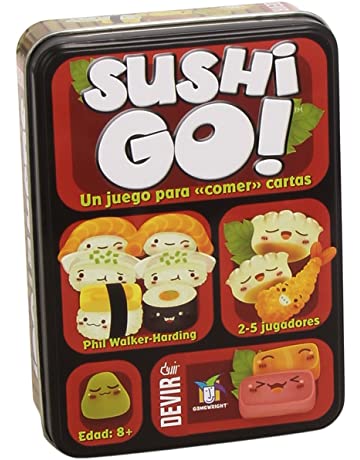 SUSHI
GO!
Un juego para «comer» cartas
Phil Walker-Harding
2-5 jugadores
Edad: 8+
DEVIR
GAMEWRIGHT